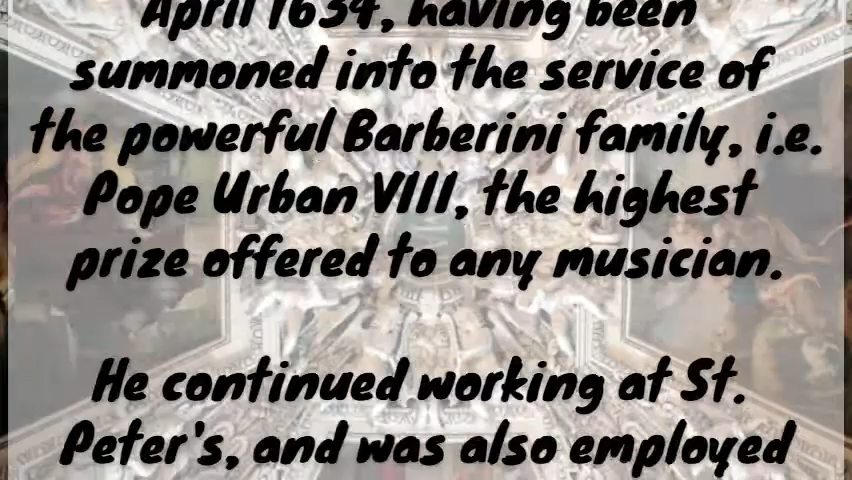 April 1634, having been
summoned into the service of
the powerful Barberini family, i.e.
Pope Urban VIII, the highest
prize offered to any musician.
He continued working at St.
Peter's, and was also employed